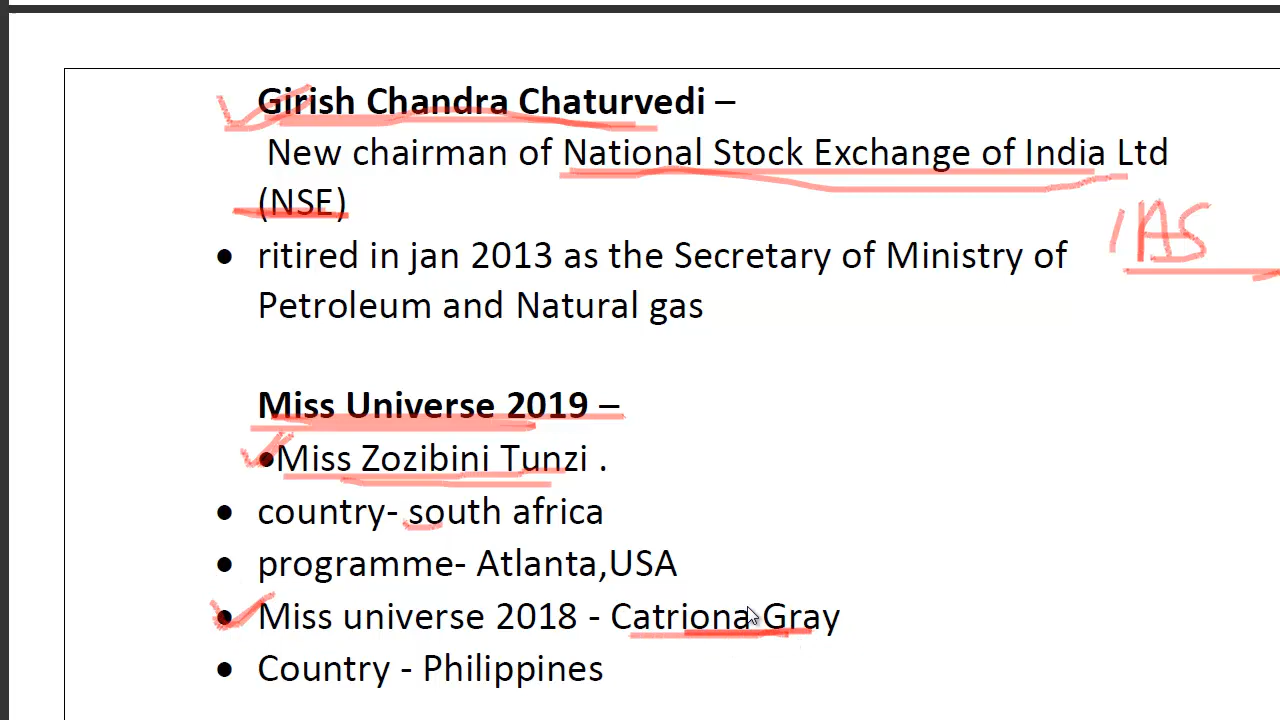 Girish Chandra Chaturvedi –
New chairman of National Stock Exchange of India Ltd
(NSE)
IAS
• ritired in jan 2013 as the Secretary of Ministry of
Petroleum and Natural gas
Miss Universe 2019 –
•Miss Zozibini Tunzi .
• country- south africa
• programme- Atlanta,USA
• Miss universe 2018 - Catriona Gray
• Country - Philippines